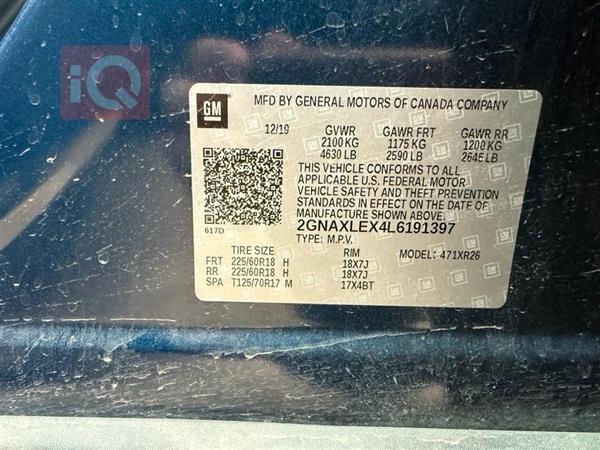 iQ
GM
MFD BY GENERAL MOTORS OF CANADA COMPANY
12/19 GVWR GAWR FRT GAWR RR
2100 KG 1175 KG 1200 KG
4630 LB 2590 LB 2645 LB
THIS VEHICLE CONFORMS TO ALL
APPLICABLE U.S. FEDERAL MOTOR
VEHICLE SAFETY AND THEFT PREVENTION
STANDARDS IN EFFECT ON THE DATE OF
MANUFACTURE SHOWN ABOVE.
617D 2GNAXLEX4L6191397
TYPE: M.P.V. MODEL: 471XR26
TIRE SIZE RIM
FRT 225/60R18 H 18X7J
RR 225/60R18 H 18X7J
SPA T125/70R17 M 17X4BT